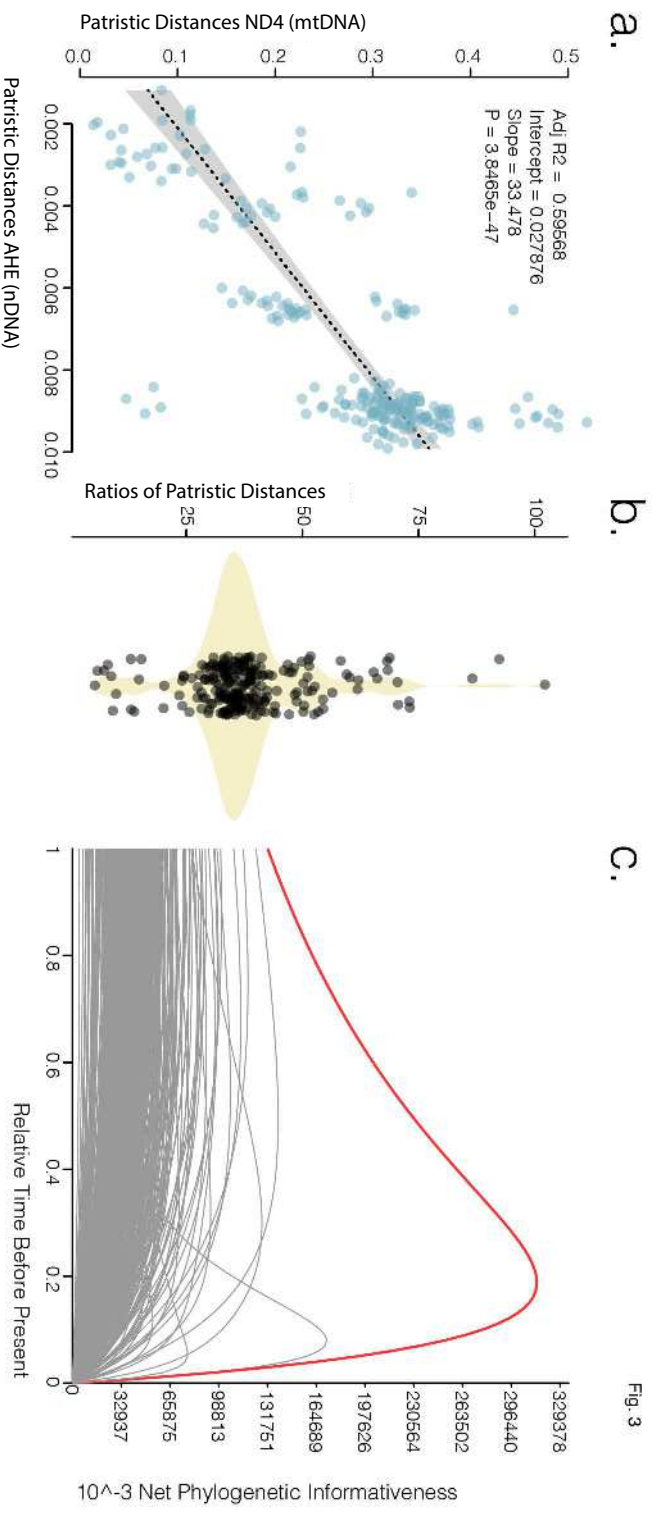 Fig. 3
a.
Patristic Distances ND4 (mtDNA)
0.0
0.1
0.2
0.3
0.4
0.5
Adj R2 = 0.59568
Intercept = 0.027876
Slope = 33.478
P = 3.8465e−47
0.002
0.004
0.006
0.008
0.010
Patristic Distances AHE (nDNA)
b.
Ratios of Patristic Distances
25
50
75
100
c.
1
0.8
0.6
0.4
0.2
0
Relative Time Before Present
0
32937
65875
98813
131751
164689
197626
230564
263502
296440
329378
10^-3 Net Phylogenetic Informativeness